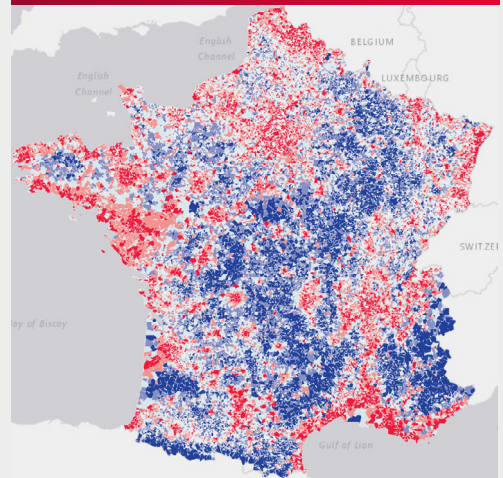 English
Channel
BELGIUM
LUXEMBOURG
English
Channel
SWITZE
ay of Biscay
Gulf of Lion